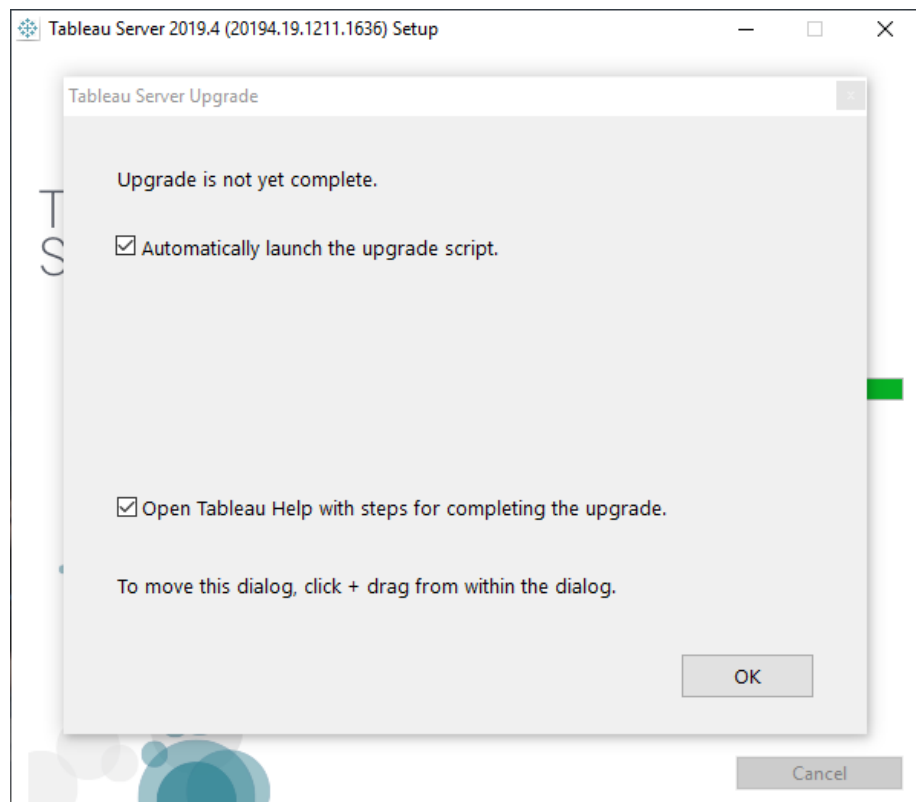 Tableau Server 2019.4 (20194.19.1211.1636) Setup
Tableau Server Upgrade
Upgrade is not yet complete.
T
S
Automatically launch the upgrade script.
Open Tableau Help with steps for completing the upgrade.
To move this dialog, click + drag from within the dialog.
OK
Cancel